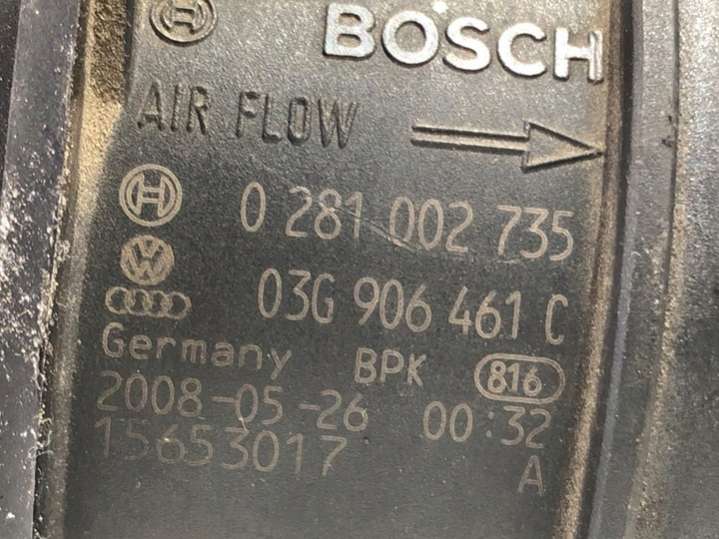 BOSCH
AIR FLOW
0 281 002 735
03G 906 461 C
Germany BPK 816
2008-05-26 00:32
15653017 A